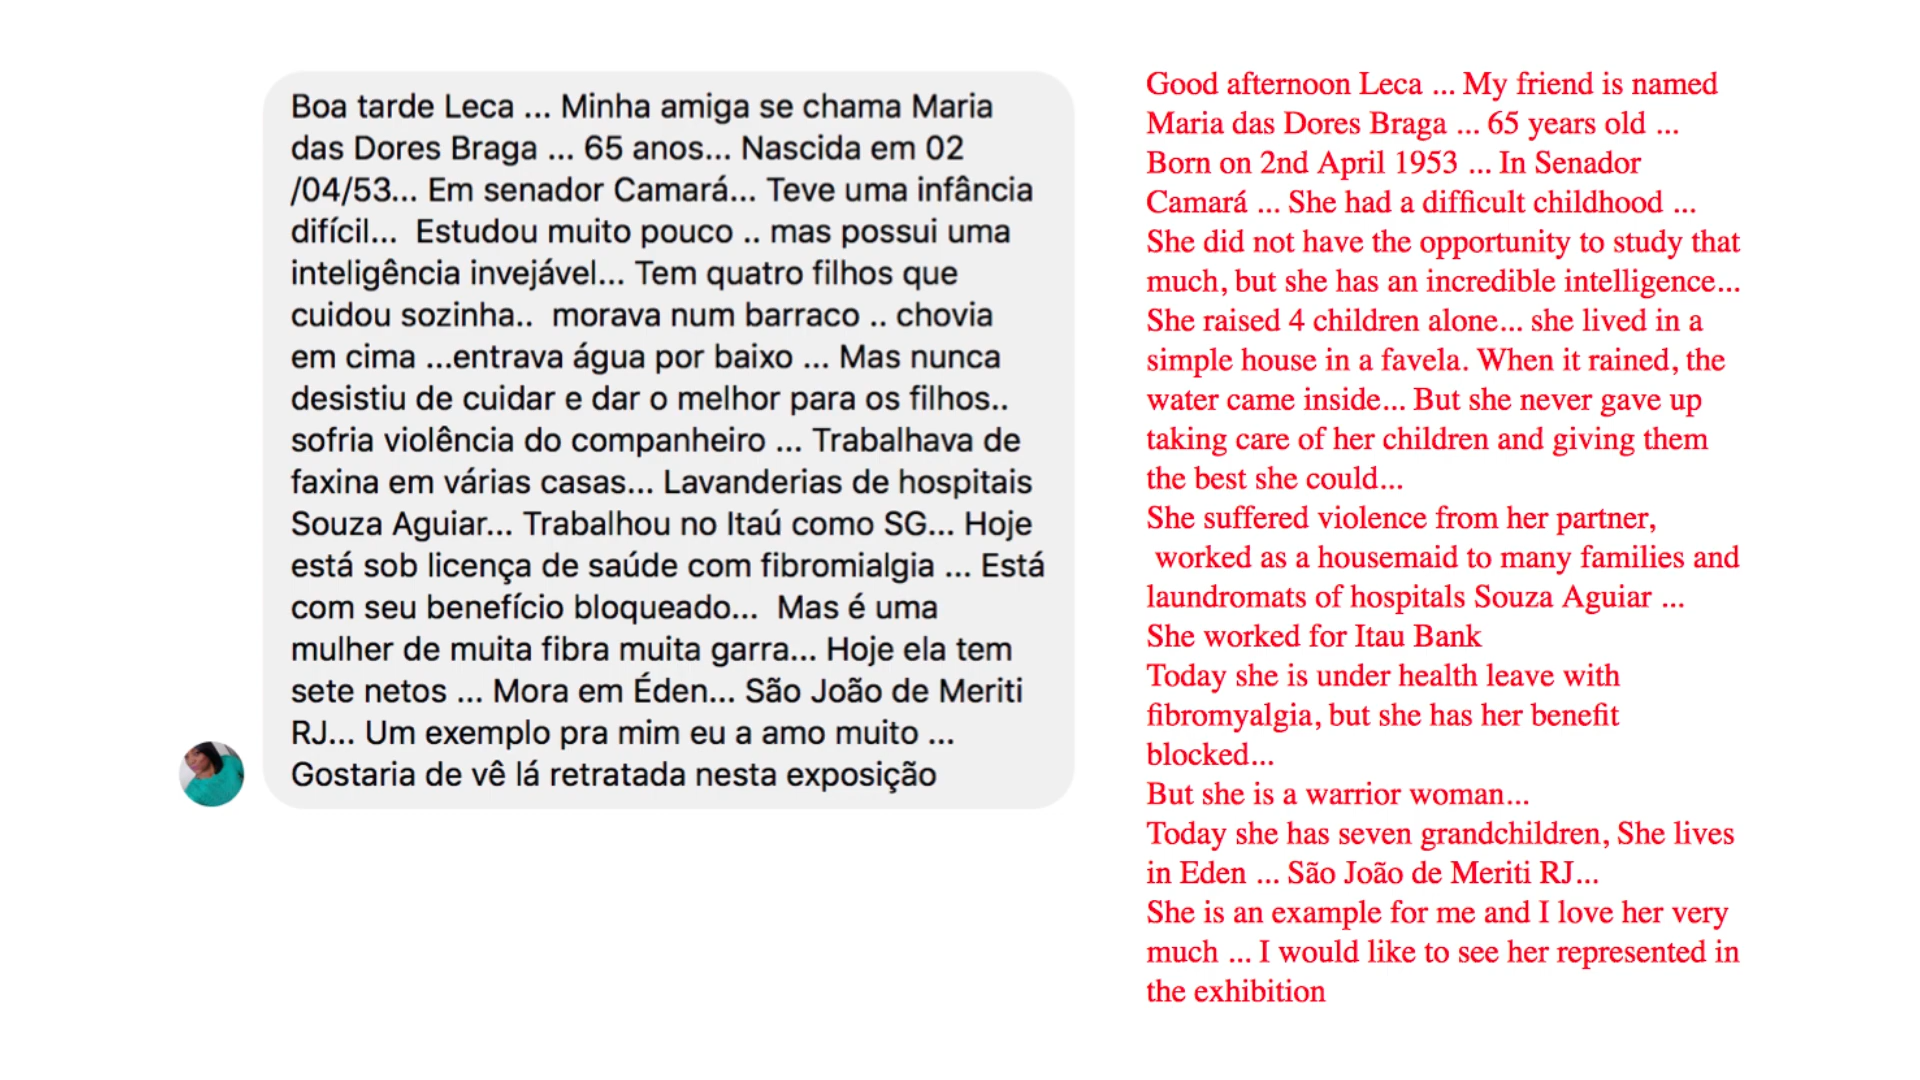 Boa tarde Leca ... Minha amiga se chama Maria
das Dores Braga ... 65 anos... Nascida em 02
/04/53... Em senador Camará... Teve uma infância
difícil...  Estudou muito pouco .. mas possui uma
inteligência invejável... Tem quatro filhos que
cuidou sozinha..  morava num barraco .. chovia
em cima ...entrava água por baixo ... Mas nunca
desistiu de cuidar e dar o melhor para os filhos..
sofria violência do companheiro ... Trabalhava de
faxina em várias casas... Lavanderias de hospitais
Souza Aguiar... Trabalhou no Itaú como SG... Hoje
está sob licença de saúde com fibromialgia ... Está
com seu benefício bloqueado...  Mas é uma
mulher de muita fibra muita garra... Hoje ela tem
sete netos ... Mora em Éden... São João de Meriti
RJ... Um exemplo pra mim eu a amo muito ...
Gostaria de vê lá retratada nesta exposição
Good afternoon Leca ... My friend is named
Maria das Dores Braga ... 65 years old ...
Born on 2nd April 1953 ... In Senador
Camará ... She had a difficult childhood ...
She did not have the opportunity to study that
much, but she has an incredible intelligence...
She raised 4 children alone... she lived in a
simple house in a favela. When it rained, the
water came inside... But she never gave up
taking care of her children and giving them
the best she could...
She suffered violence from her partner,
worked as a housemaid to many families and
laundromats of hospitals Souza Aguiar ...
She worked for Itau Bank
Today she is under health leave with
fibromyalgia, but she has her benefit
blocked...
But she is a warrior woman...
Today she has seven grandchildren, She lives
in Eden ... São João de Meriti RJ...
She is an example for me and I love her very
much ... I would like to see her represented in
the exhibition